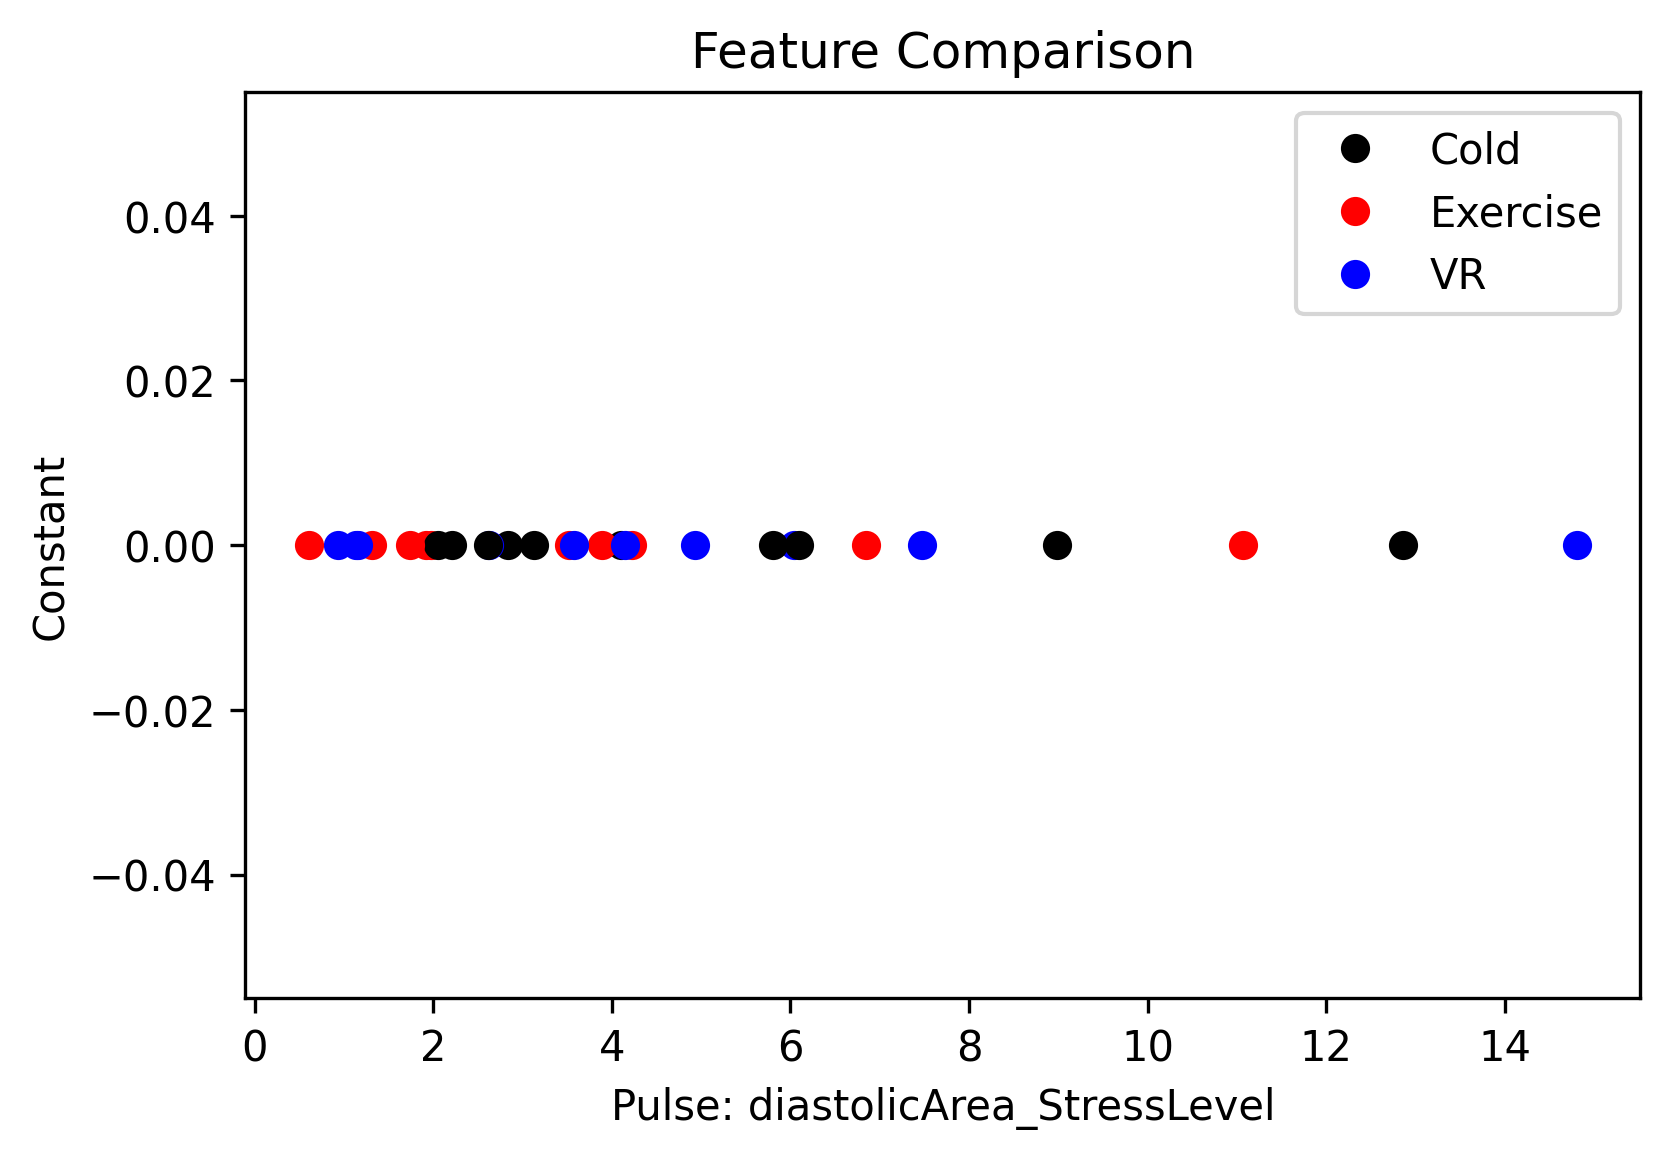 Feature Comparison
Cold
Exercise
VR
0.04
0.02
0.00
−0.02
−0.04
Constant
0 2 4 6 8 10 12 14
Pulse: diastolicArea_StressLevel